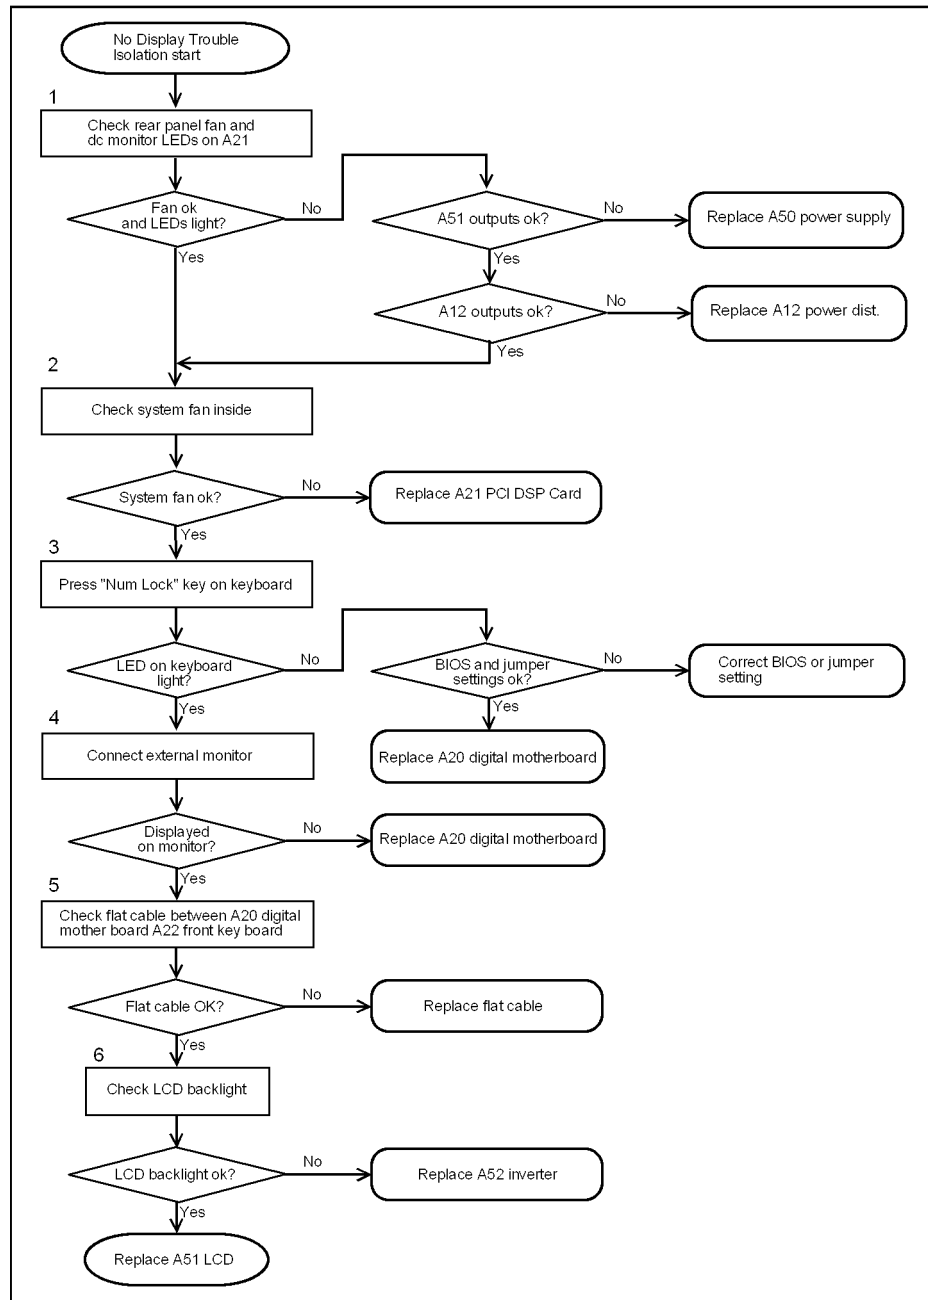 No Display Trouble
Isolation start
1
Check rear panel fan and
dc monitor LEDs on A21
Fan ok
and LEDs light?
No
Yes
A51 outputs ok?
No
Replace A50 power supply
Yes
A12 outputs ok?
No
Replace A12 power dist.
Yes
2
Check system fan inside
System fan ok?
No
Replace A21 PCI DSP Card
Yes
3
Press "Num Lock" key on keyboard
LED on keyboard
light?
No
Yes
BIOS and jumper
settings ok?
No
Correct BIOS or jumper
setting
Yes
Replace A20 digital motherboard
4
Connect external monitor
Displayed
on monitor?
No
Replace A20 digital motherboard
Yes
5
Check flat cable between A20 digital
mother board A22 front key board
Flat cable OK?
No
Replace flat cable
Yes
6
Check LCD backlight
LCD backlight ok?
No
Replace A52 inverter
Yes
Replace A51 LCD